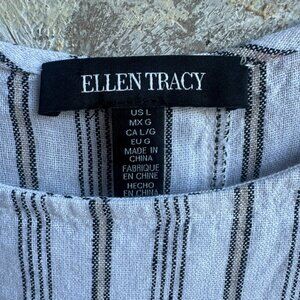 ELLEN TRACY
US L
MX G
CA L/G
EU G
MADE IN
CHINA
FABRIQUE
EN CHINE
HECHO
EN CHINA